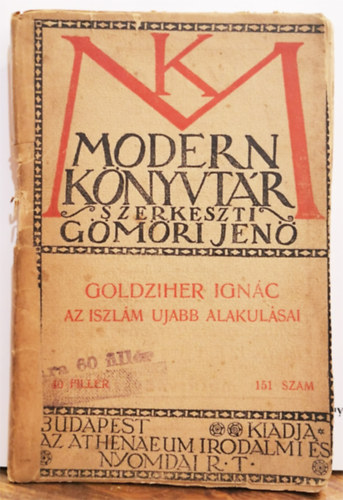 MK
MODERN
KÖNYVTÁR
SZERKESZTI
GÖMÖRI JENŐ
GOLDZIHER IGNÁC
AZ ISZLÁM UJABB ALAKULÁSAI
ára 60 fillér
40 FILLÉR 151 SZÁM
BUDAPEST KIADJA
AZ ATHENAEUM IRODALMI ÉS
NYOMDAI R·T·